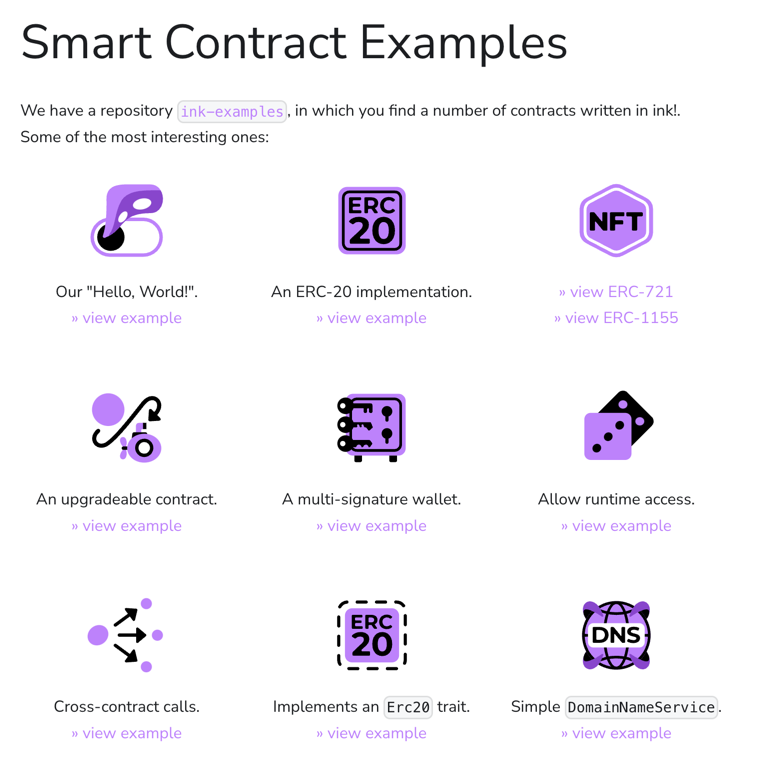 Smart Contract Examples
We have a repository ink-examples, in which you find a number of contracts written in ink!.
Some of the most interesting ones:
ERC
20
NFT
Our "Hello, World!".
» view example
An ERC-20 implementation.
» view example
» view ERC-721
» view ERC-1155
An upgradeable contract.
» view example
A multi-signature wallet.
» view example
Allow runtime access.
» view example
ERC
20
DNS
Cross-contract calls.
» view example
Implements an Erc20 trait.
» view example
Simple DomainNameService.
» view example